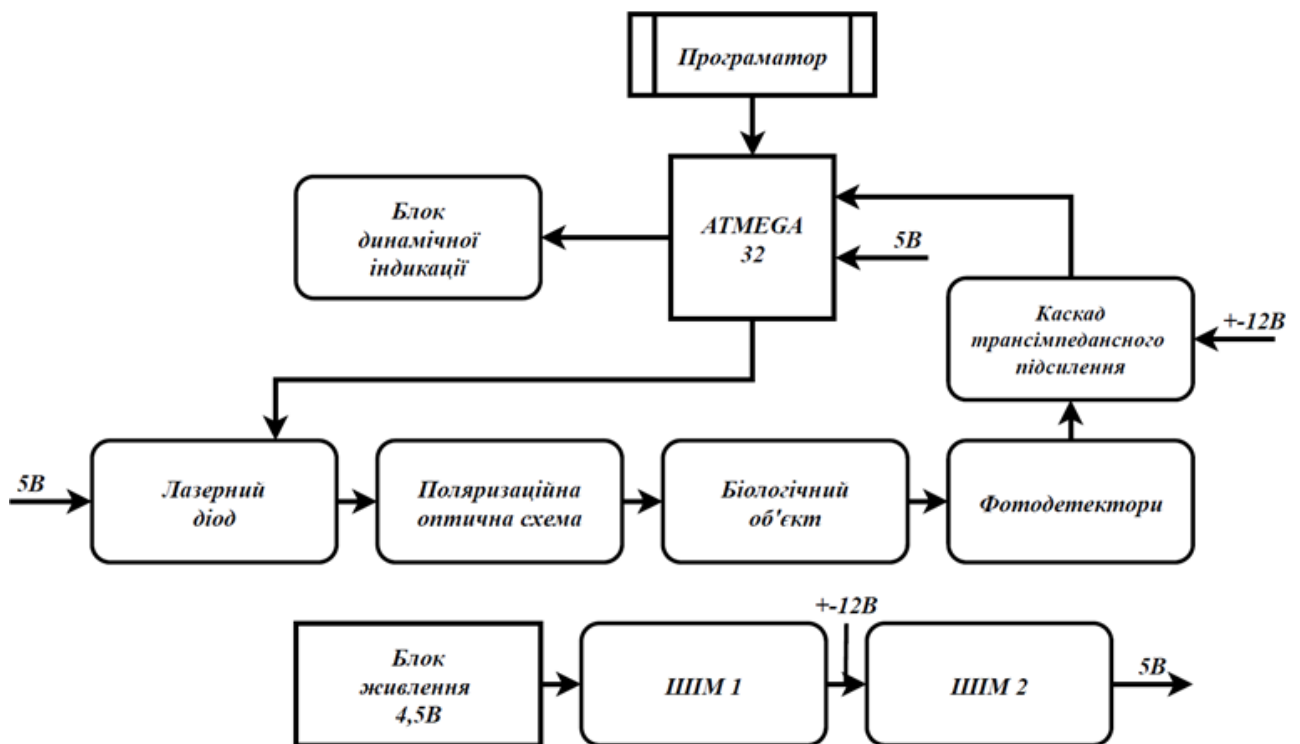 Програматор
Блок
динамічної
індикації
ATMEGA
32
5В
Каскад
трансімпедансного
підсилення
+-12В
5В
Лазерний
діод
Поляризаційна
оптична схема
Біологічний
об'єкт
Фотодетектори
Блок
живлення
4,5В
ШІМ 1
+-12В
ШІМ 2
5В